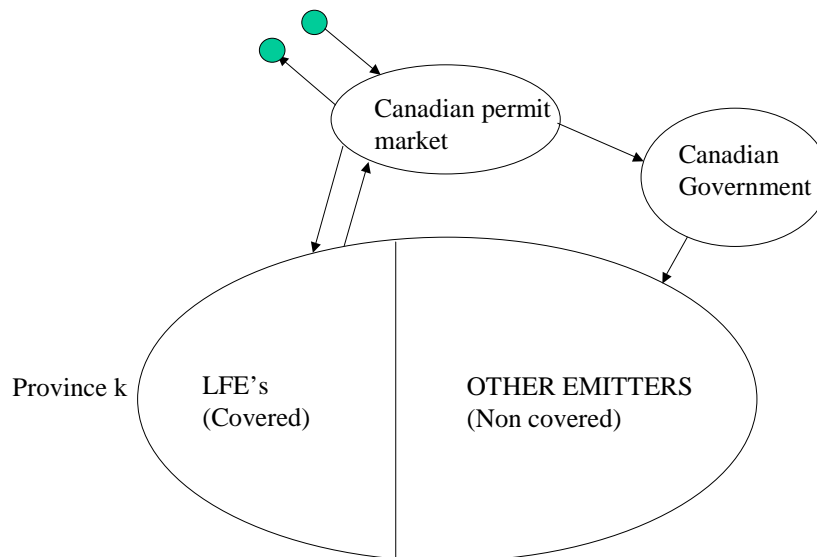 Canadian permit
market
Canadian
Government
Province k
LFE's
(Covered)
OTHER EMITTERS
(Non covered)